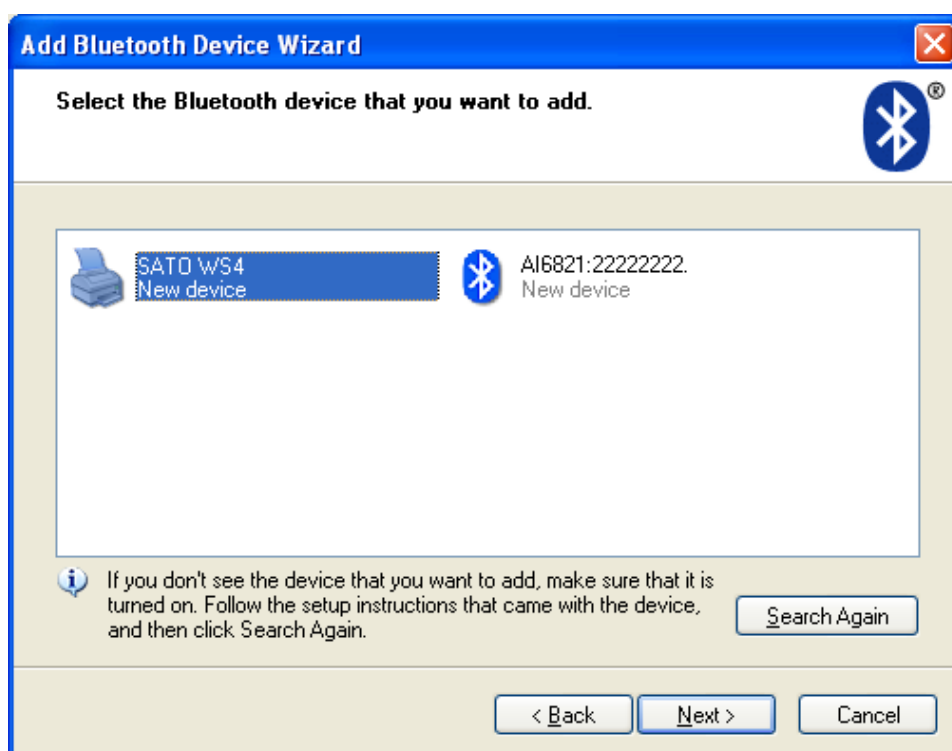 Add Bluetooth Device Wizard
Select the Bluetooth device that you want to add.
®
SATO WS4
New device
AI6821:22222222.
New device
If you don't see the device that you want to add, make sure that it is
turned on. Follow the setup instructions that came with the device,
and then click Search Again.
Search Again
< Back
Next >
Cancel